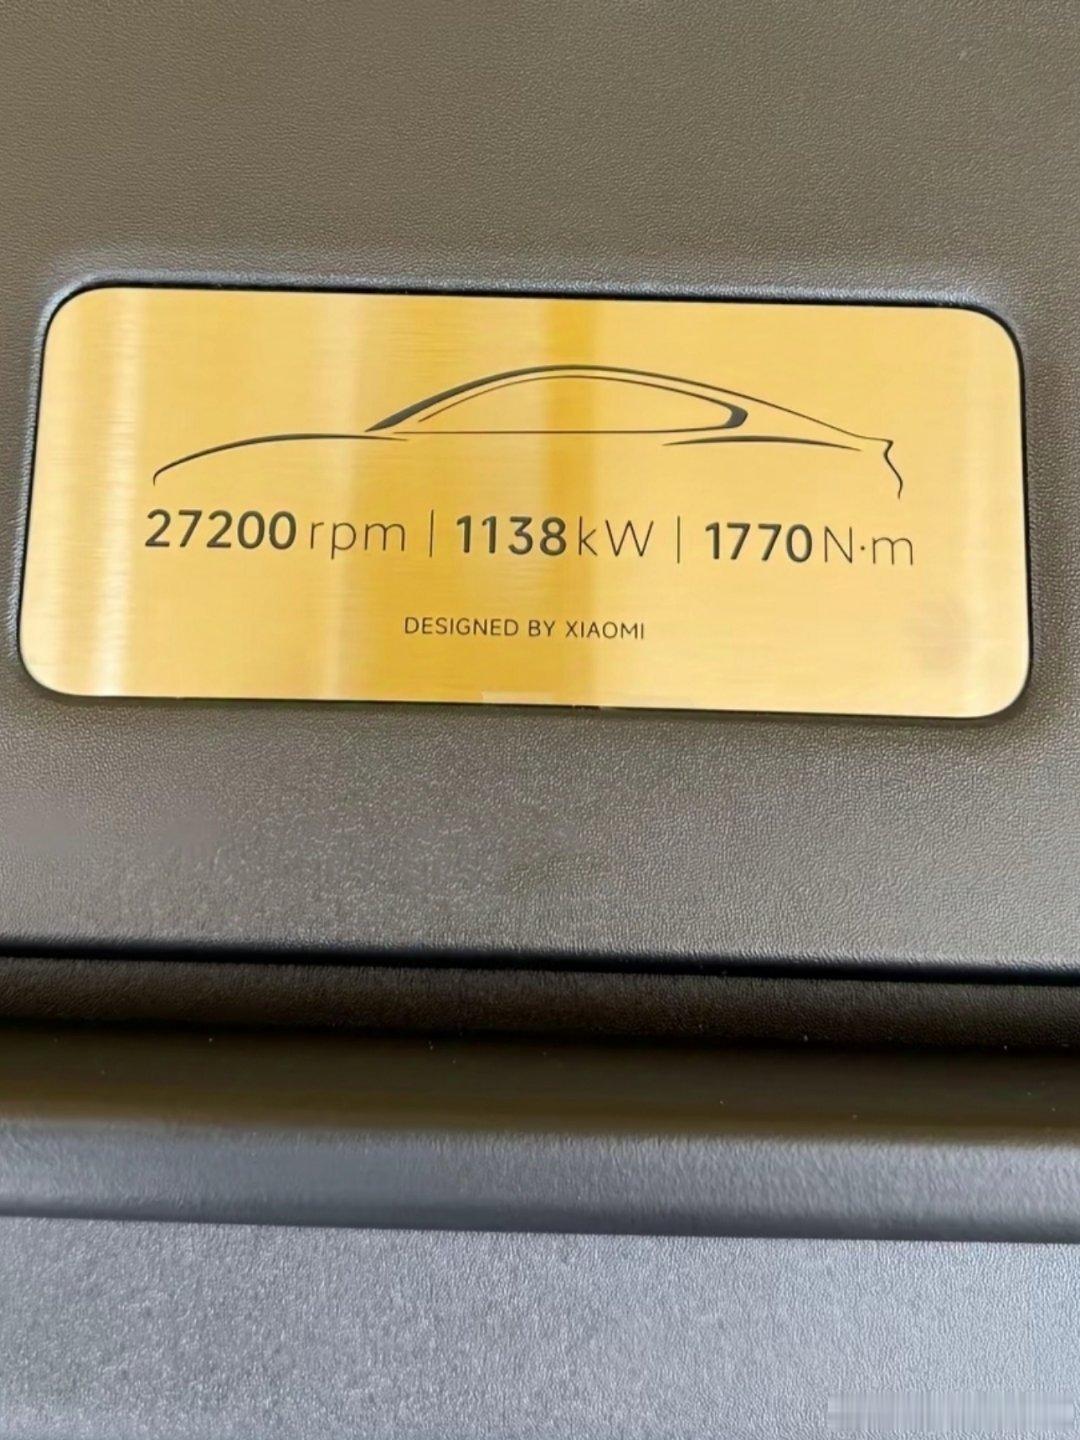 27200 rpm | 1138 kW | 1770 N·m
DESIGNED BY XIAOMI